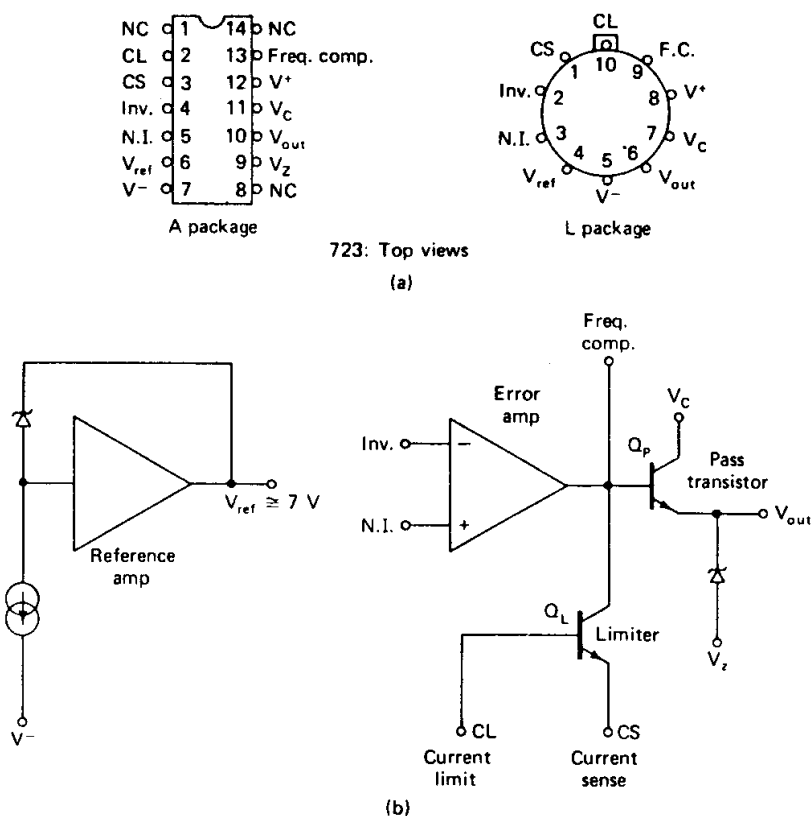 NC 1 14 NC
CL 2 13 Freq. comp.
CS 3 12 V⁺
Inv. 4 11 V_C
N.I. 5 10 V_out
V_ref 6 9 V_Z
V⁻ 7 8 NC
A package
CL
CS 10 F.C.
1 9
Inv. 2 8 V⁺
N.I. 3 7 V_C
4 5 6
V_ref V⁻ V_out
L package
723: Top views
(a)
Freq.
comp.
Error
amp
V_C
Inv. −
Q_P
Pass
transistor
V_ref ≅ 7 V
V_out
N.I. +
Reference
amp
Q_L
Limiter
V_z
V⁻
CL
CS
Current
limit
Current
sense
(b)